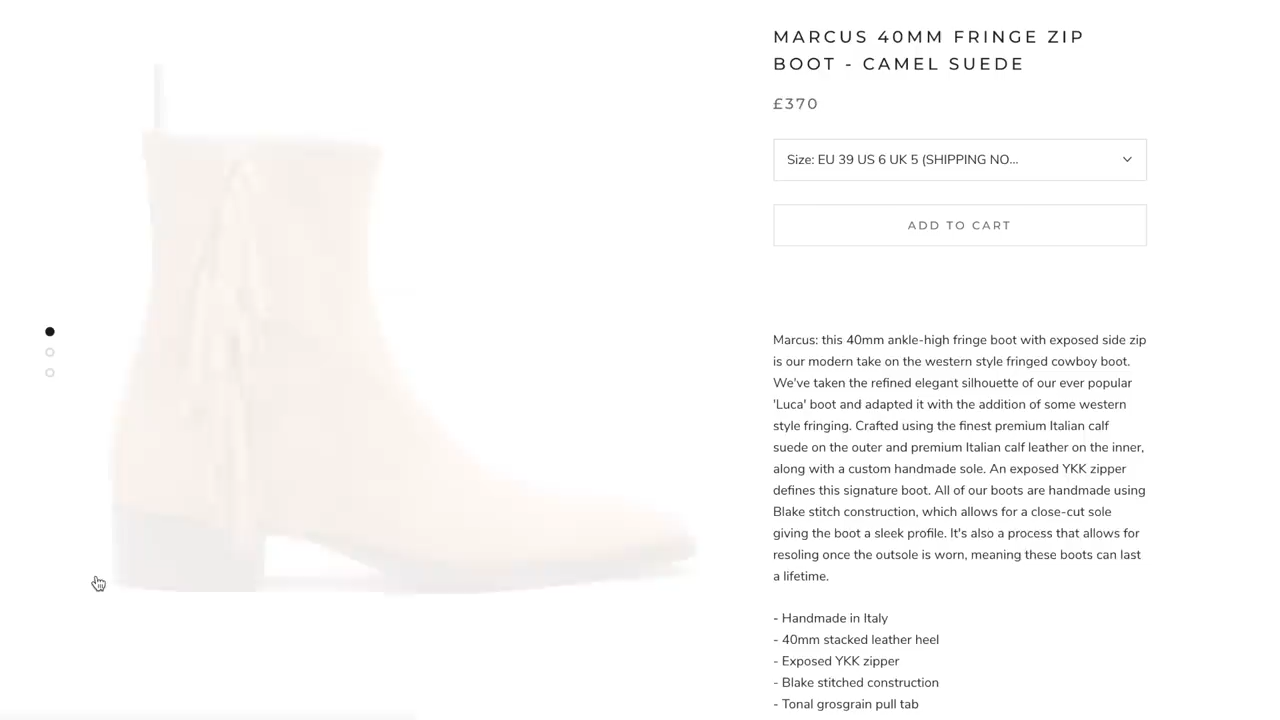 MARCUS 40MM FRINGE ZIP
BOOT - CAMEL SUEDE
£370
Size: EU 39 US 6 UK 5 (SHIPPING NO...
ADD TO CART
Marcus: this 40mm ankle-high fringe boot with exposed side zip
is our modern take on the western style fringed cowboy boot.
We've taken the refined elegant silhouette of our ever popular
'Luca' boot and adapted it with the addition of some western
style fringing. Crafted using the finest premium Italian calf
suede on the outer and premium Italian calf leather on the inner,
along with a custom handmade sole. An exposed YKK zipper
defines this signature boot. All of our boots are handmade using
Blake stitch construction, which allows for a close-cut sole
giving the boot a sleek profile. It's also a process that allows for
resoling once the outsole is worn, meaning these boots can last
a lifetime.
- Handmade in Italy
- 40mm stacked leather heel
- Exposed YKK zipper
- Blake stitched construction
- Tonal grosgrain pull tab